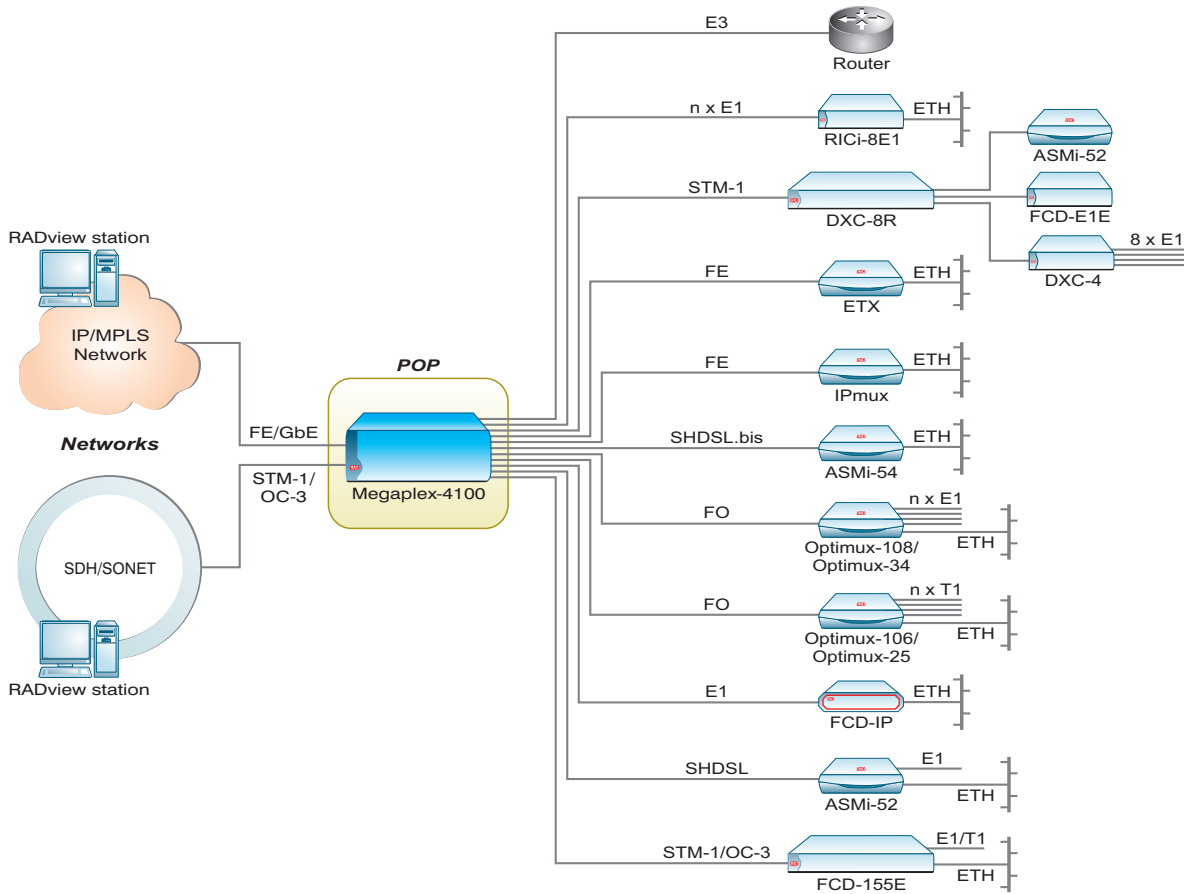 E3
Router
n x E1
ETH
RICi-8E1
ASMi-52
STM-1
DXC-8R
FCD-E1E
8 x E1
DXC-4
RADview station
IP/MPLS
Network
FE
ETH
ETX
POP
FE
ETH
IPmux
Networks
FE/GbE
STM-1/
OC-3
Megaplex-4100
SHDSL.bis
ETH
ASMi-54
FO
n x E1
ETH
Optimux-108/
Optimux-34
SDH/SONET
RADview station
FO
n x T1
ETH
Optimux-106/
Optimux-25
E1
ETH
FCD-IP
SHDSL
E1
ETH
ASMi-52
STM-1/OC-3
E1/T1
ETH
FCD-155E